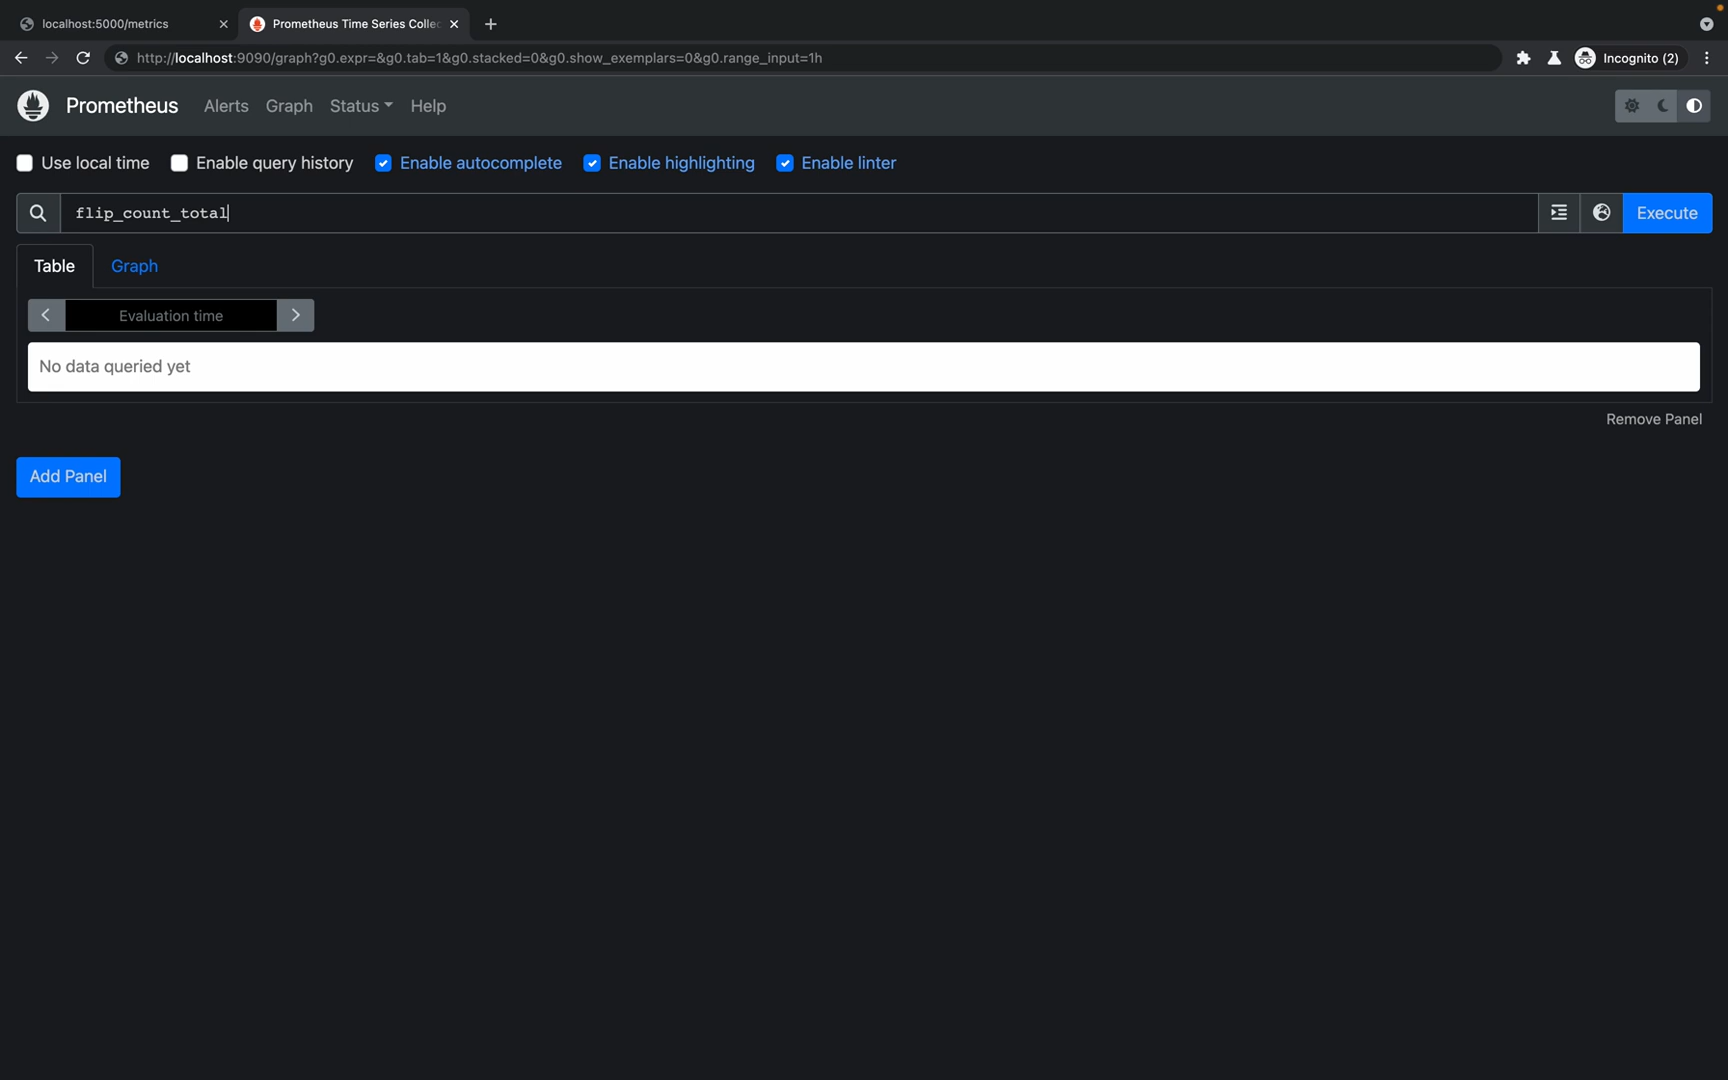 localhost:5000/metrics
Prometheus Time Series Collec
http://localhost:9090/graph?g0.expr=&g0.tab=1&g0.stacked=0&g0.show_exemplars=0&g0.range_input=1h
Incognito (2)
Prometheus Alerts Graph Status Help
Use local time Enable query history Enable autocomplete Enable highlighting Enable linter
flip_count_total Execute
Table Graph
Evaluation time
No data queried yet
Remove Panel
Add Panel